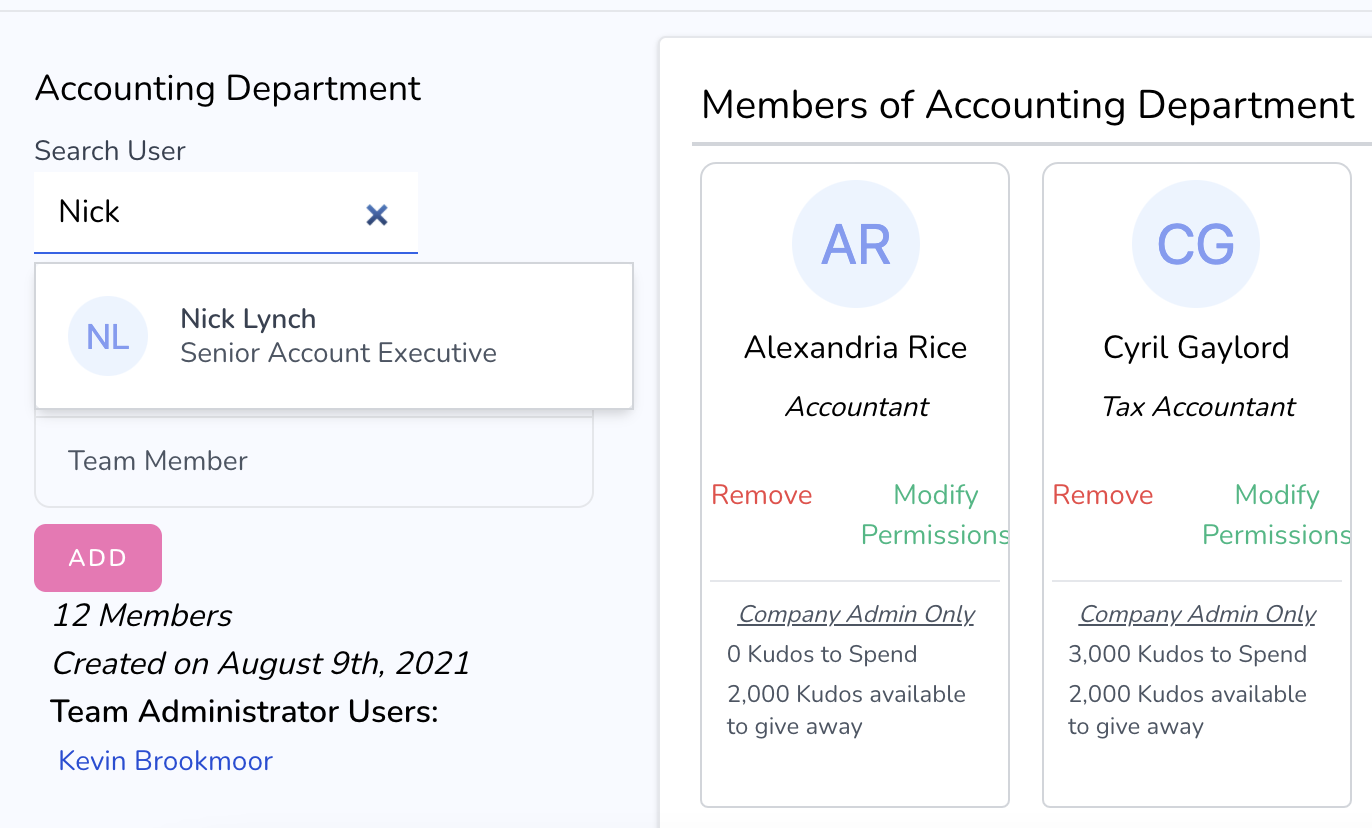 Accounting Department
Search User
Nick
NL
Nick Lynch
Senior Account Executive
Team Member
ADD
12 Members
Created on August 9th, 2021
Team Administrator Users:
Kevin Brookmoor
Members of Accounting Department
AR
Alexandria Rice
Accountant
Remove
Modify
Permissions
Company Admin Only
0 Kudos to Spend
2,000 Kudos available
to give away
CG
Cyril Gaylord
Tax Accountant
Remove
Modify
Permissions
Company Admin Only
3,000 Kudos to Spend
2,000 Kudos available
to give away